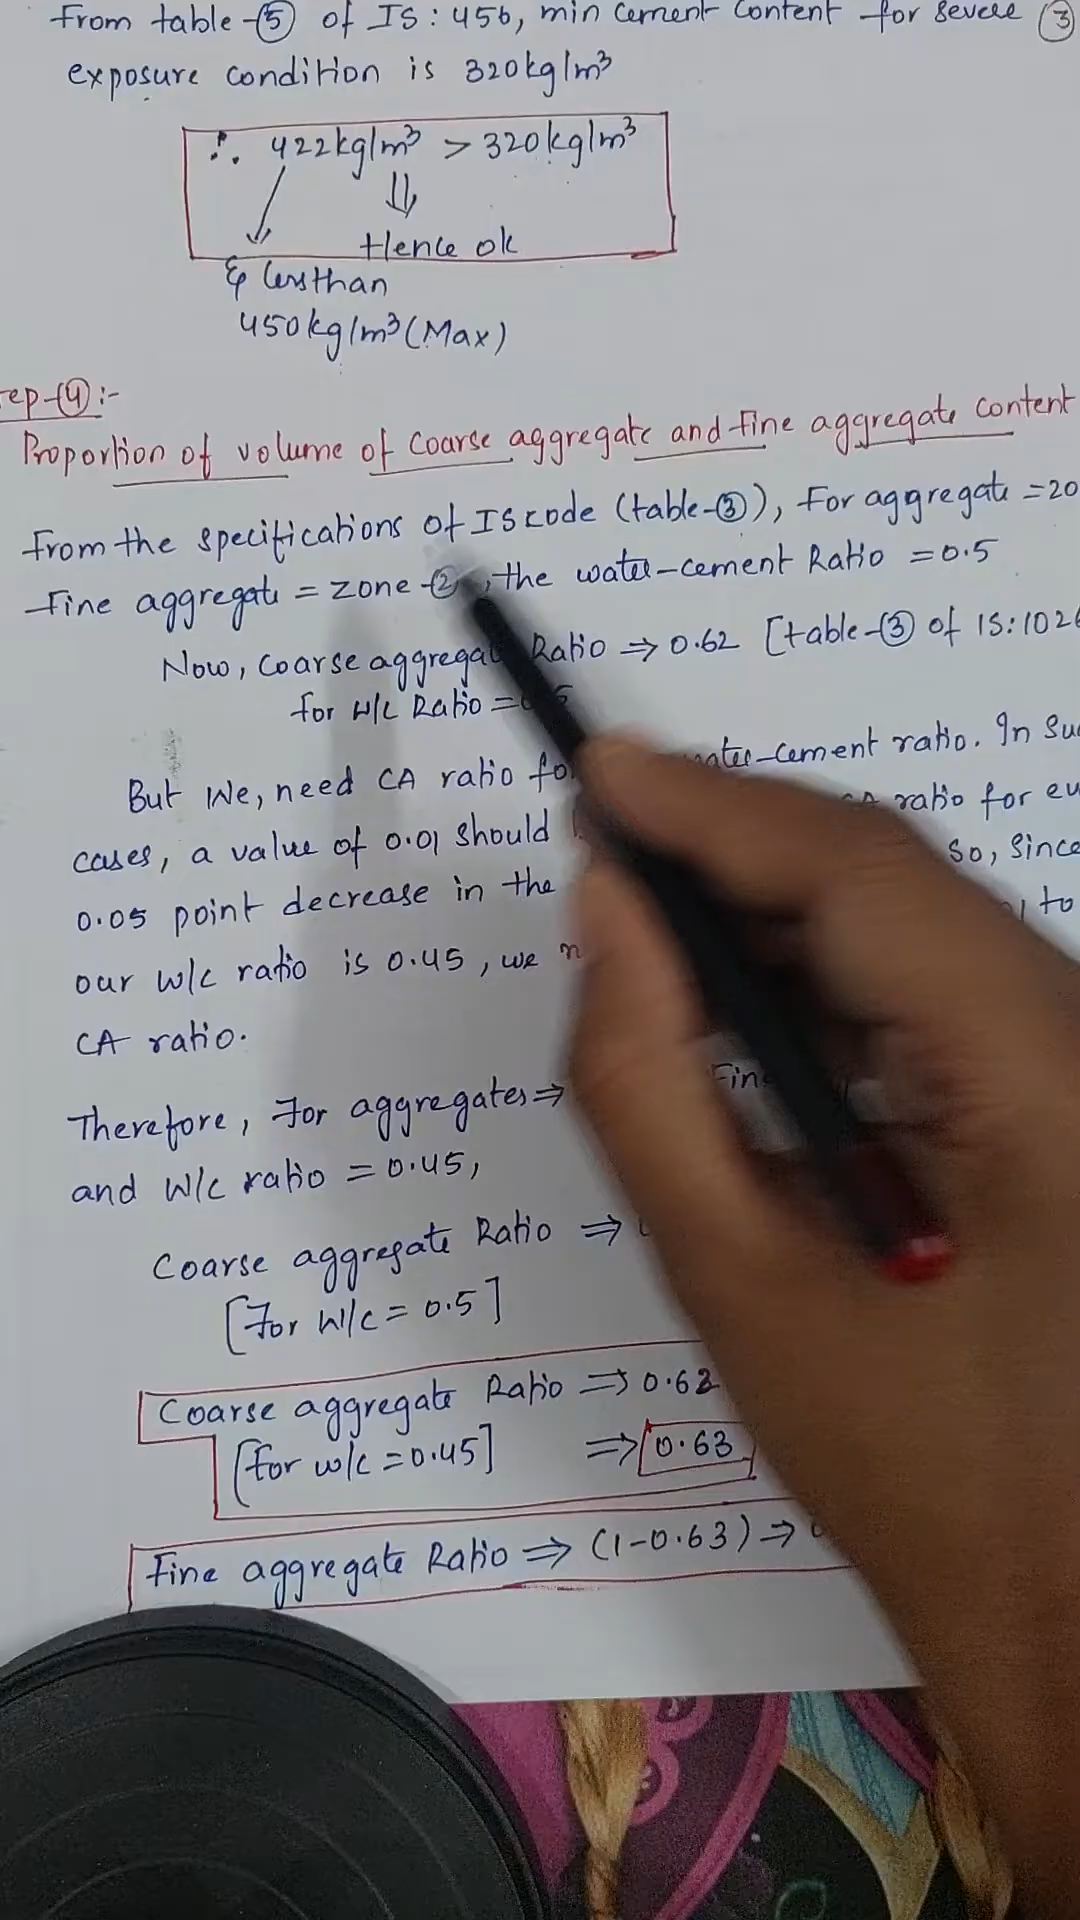 From table-⑤ of IS:456, min cement content for severe ③
exposure condition is 320kg/m³
∴ 422kg/m³ > 320kg/m³
⇓
Hence ok
& lessthan
450kg/m³(Max)
ep-④:-
Proportion of volume of coarse aggregate and fine aggregate content
From the specifications of IS code (table-③), For aggregate =20
Fine aggregate = zone-②, the water-cement Ratio =0.5
Now, coarse aggregat Ratio ⇒ 0.62 [table-③ of IS:102
for W/C Ratio =
But We, need CA ratio fo ater-cement ratio. In Su
cases, a value of 0.01 should CA ratio for ev
0.05 point decrease in the so, since
our W/C ratio is 0.45, we n to
CA ratio.
Therefore, For aggregates⇒ Fin
and W/C ratio =0.45,
Coarse aggregate Ratio ⇒
[For W/C = 0.5]
Coarse aggregate Ratio ⇒ 0.62
[for w/c =0.45] ⇒ 0.63
Fine aggregate Ratio ⇒ (1-0.63) ⇒